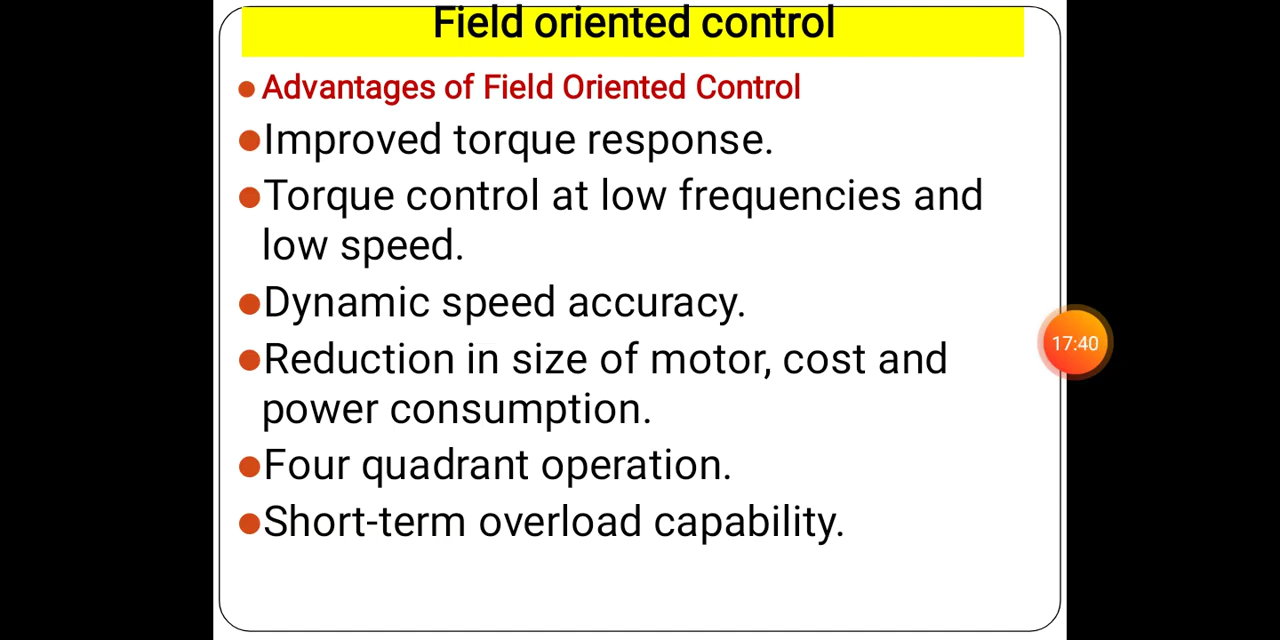 Field oriented control
Advantages of Field Oriented Control
Improved torque response.
Torque control at low frequencies and
low speed.
Dynamic speed accuracy.
Reduction in size of motor, cost and
power consumption.
Four quadrant operation.
Short-term overload capability.
17:40